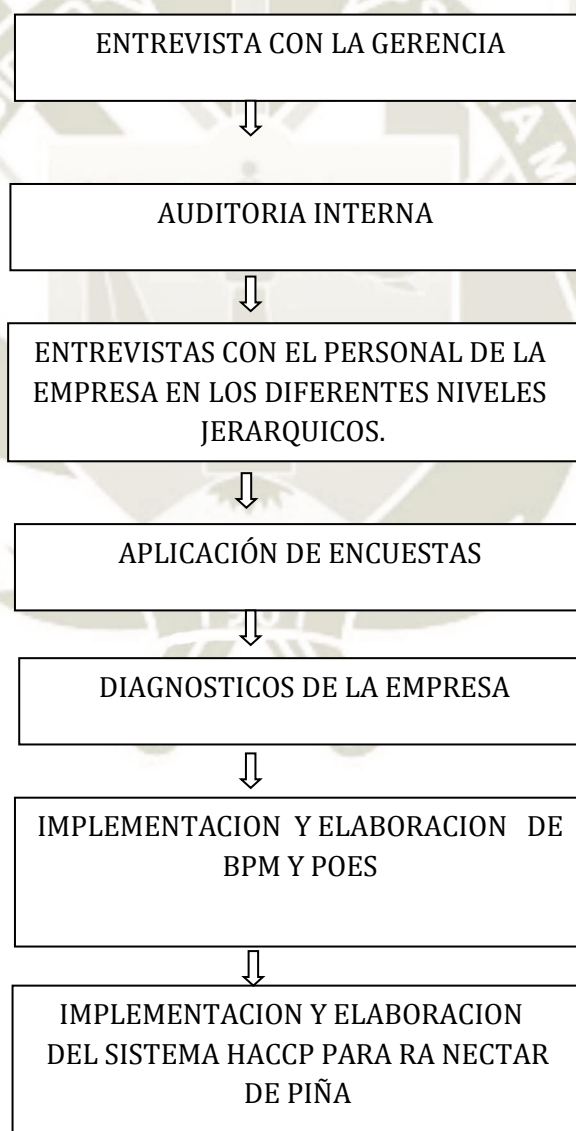 ENTREVISTA CON LA GERENCIA
AUDITORIA INTERNA
ENTREVISTAS CON EL PERSONAL DE LA
EMPRESA EN LOS DIFERENTES NIVELES
JERARQUICOS.
APLICACIÓN DE ENCUESTAS
DIAGNOSTICOS DE LA EMPRESA
IMPLEMENTACION Y ELABORACION DE
BPM Y POES
IMPLEMENTACION Y ELABORACION
DEL SISTEMA HACCP PARA RA NECTAR
DE PIÑA